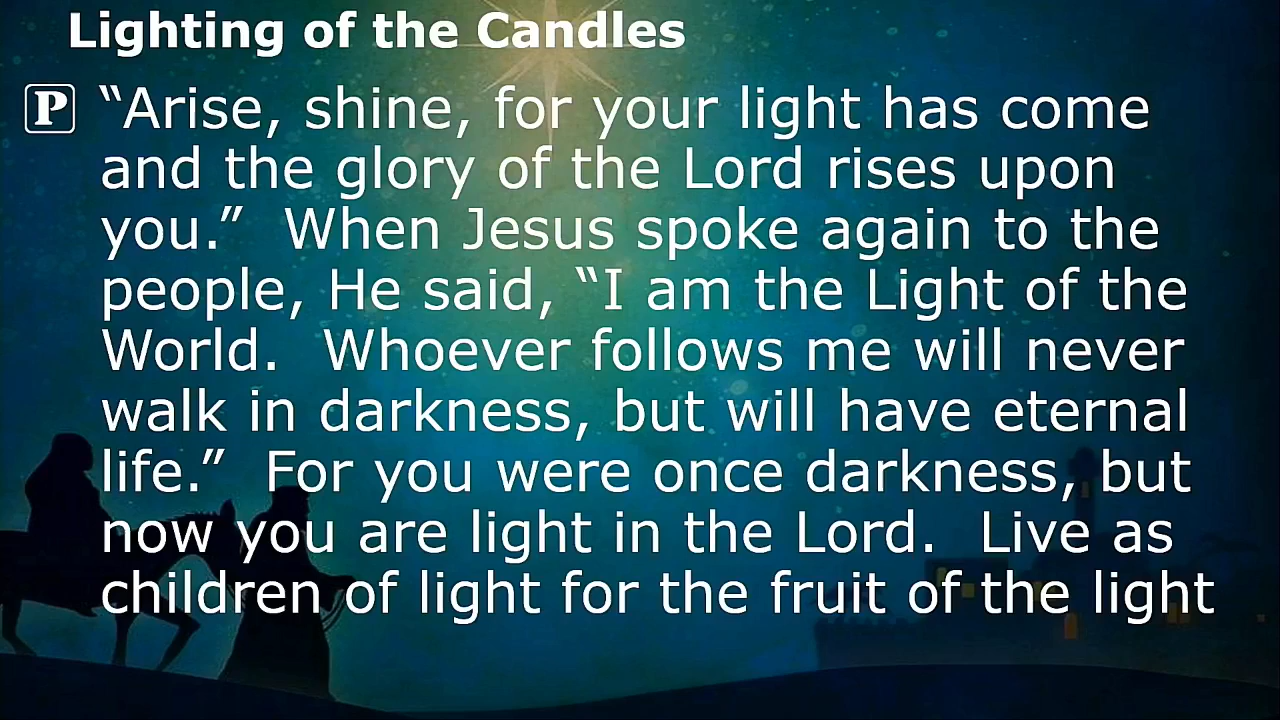 Lighting of the Candles
P “Arise, shine, for your light has come
and the glory of the Lord rises upon
you.”  When Jesus spoke again to the
people, He said, “I am the Light of the
World.  Whoever follows me will never
walk in darkness, but will have eternal
life.”  For you were once darkness, but
now you are light in the Lord.  Live as
children of light for the fruit of the light